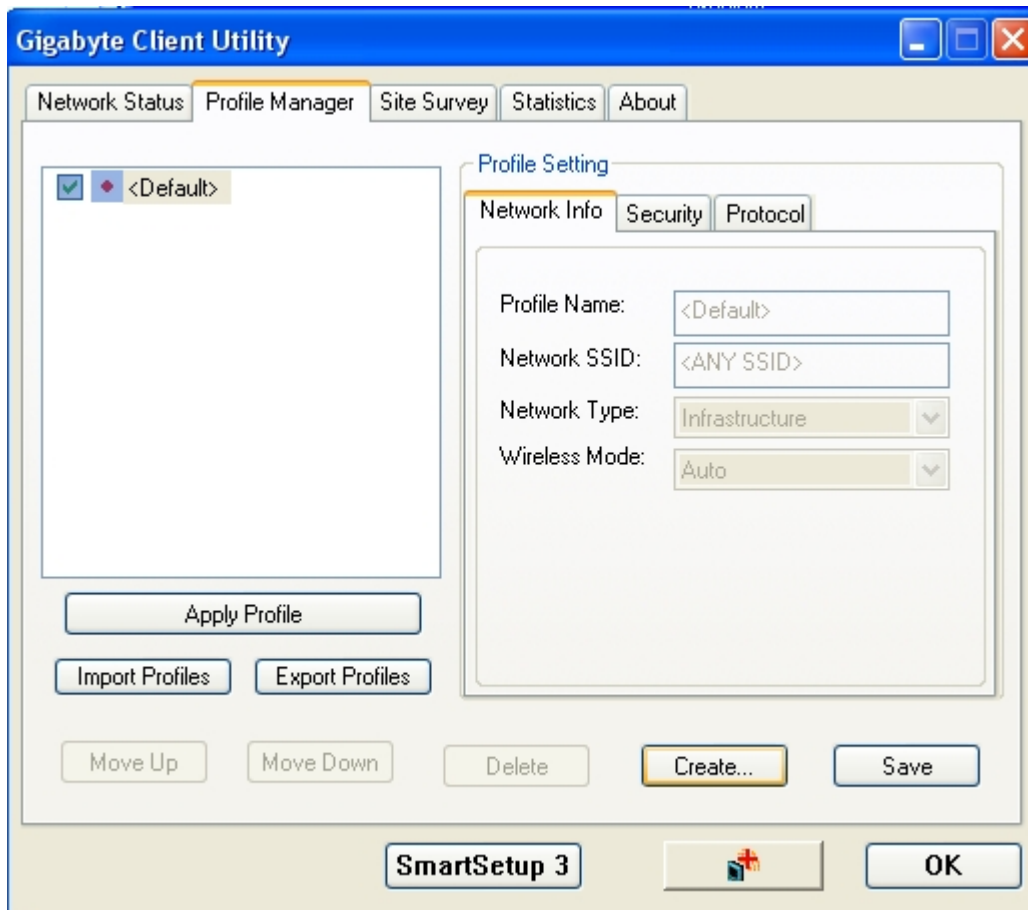 Gigabyte Client Utility
Network Status Profile Manager Site Survey Statistics About
<Default>
Profile Setting
Network Info Security Protocol
Profile Name: <Default>
Network SSID: <ANY SSID>
Network Type: Infrastructure
Wireless Mode: Auto
Apply Profile
Import Profiles Export Profiles
Move Up Move Down Delete Create... Save
SmartSetup 3 OK